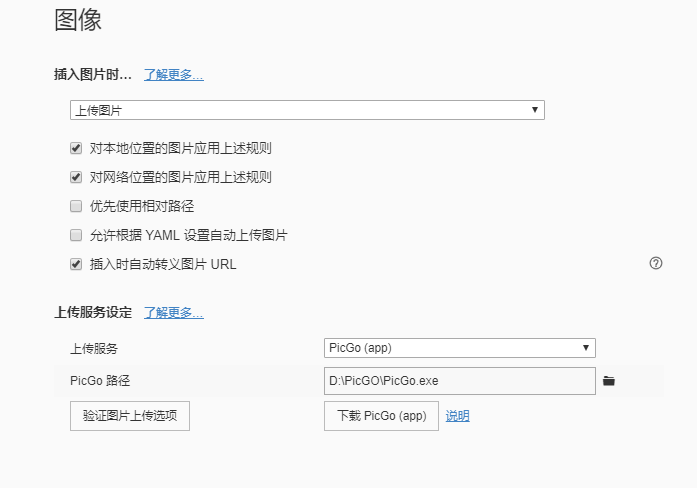 图像
插入图片时... 了解更多...
上传图片
对本地位置的图片应用上述规则
对网络位置的图片应用上述规则
优先使用相对路径
允许根据 YAML 设置自动上传图片
插入时自动转义图片 URL
上传服务设定 了解更多...
上传服务 PicGo (app)
PicGo 路径 D:\PicGO\PicGo.exe
验证图片上传选项 下载 PicGo (app) 说明